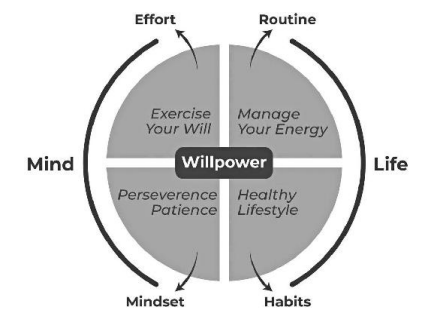 Effort
Routine
Exercise
Your Will
Manage
Your Energy
Mind
Willpower
Life
Perseverence
Patience
Healthy
Lifestyle
Mindset
Habits